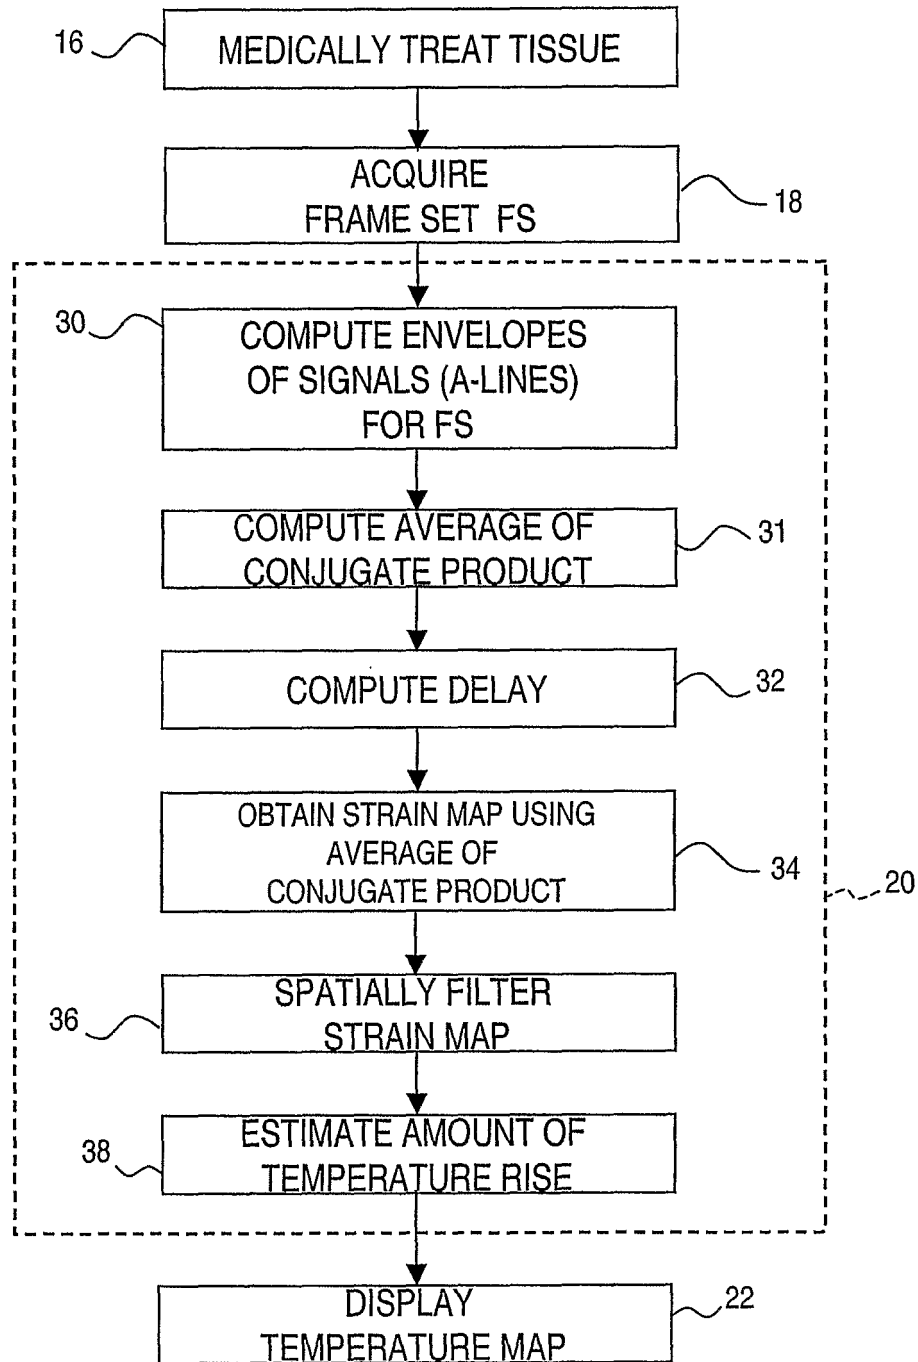 16
MEDICALLY TREAT TISSUE
ACQUIRE
FRAME SET FS
18
30
COMPUTE ENVELOPES
OF SIGNALS (A-LINES)
FOR FS
COMPUTE AVERAGE OF
CONJUGATE PRODUCT
31
COMPUTE DELAY
32
OBTAIN STRAIN MAP USING
AVERAGE OF
CONJUGATE PRODUCT
34
20
36
SPATIALLY FILTER
STRAIN MAP
38
ESTIMATE AMOUNT OF
TEMPERATURE RISE
DISPLAY
TEMPERATURE MAP
22